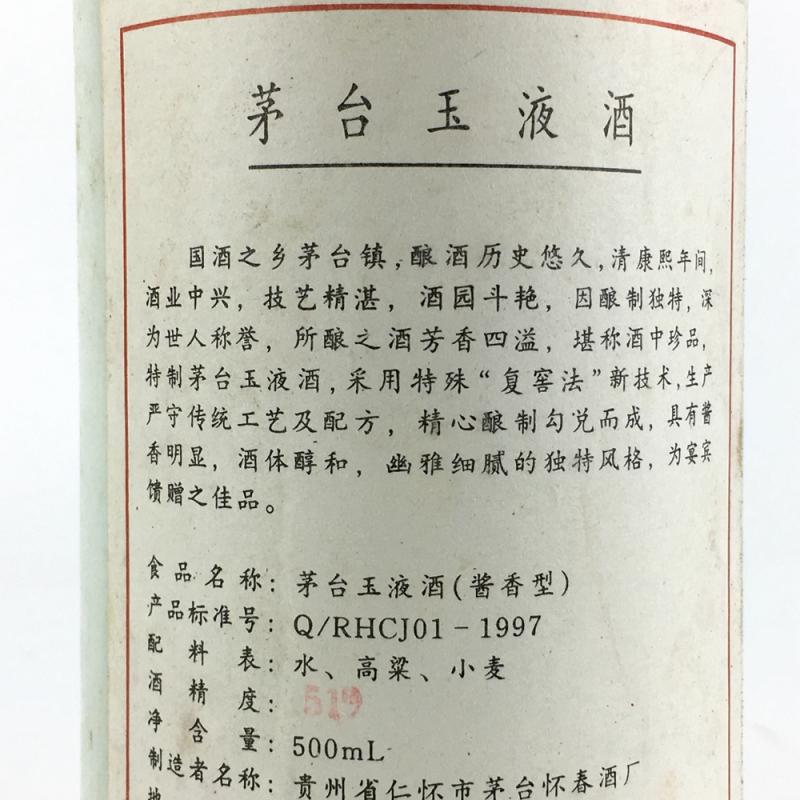 茅台玉液酒
国酒之乡茅台镇,酿酒历史悠久,清康熙年间,
酒业中兴，技艺精湛，酒园斗艳，因酿制独特，深
为世人称誉，所酿之酒芳香四溢，堪称酒中珍品，
特制茅台玉液酒，采用特殊“复窖法”新技术，生产
严守传统工艺及配方，精心酿制勾兑而成，具有酱
香明显，酒体醇和，幽雅细腻的独特风格，为宴宾
馈赠之佳品。
食品名称：茅台玉液酒(酱香型)
产品标准号：Q/RHCJ01-1997
配料表：水、高粱、小麦
酒精度：519
净含量：500mL
制造者名称：贵州省仁怀市茅台怀春酒厂